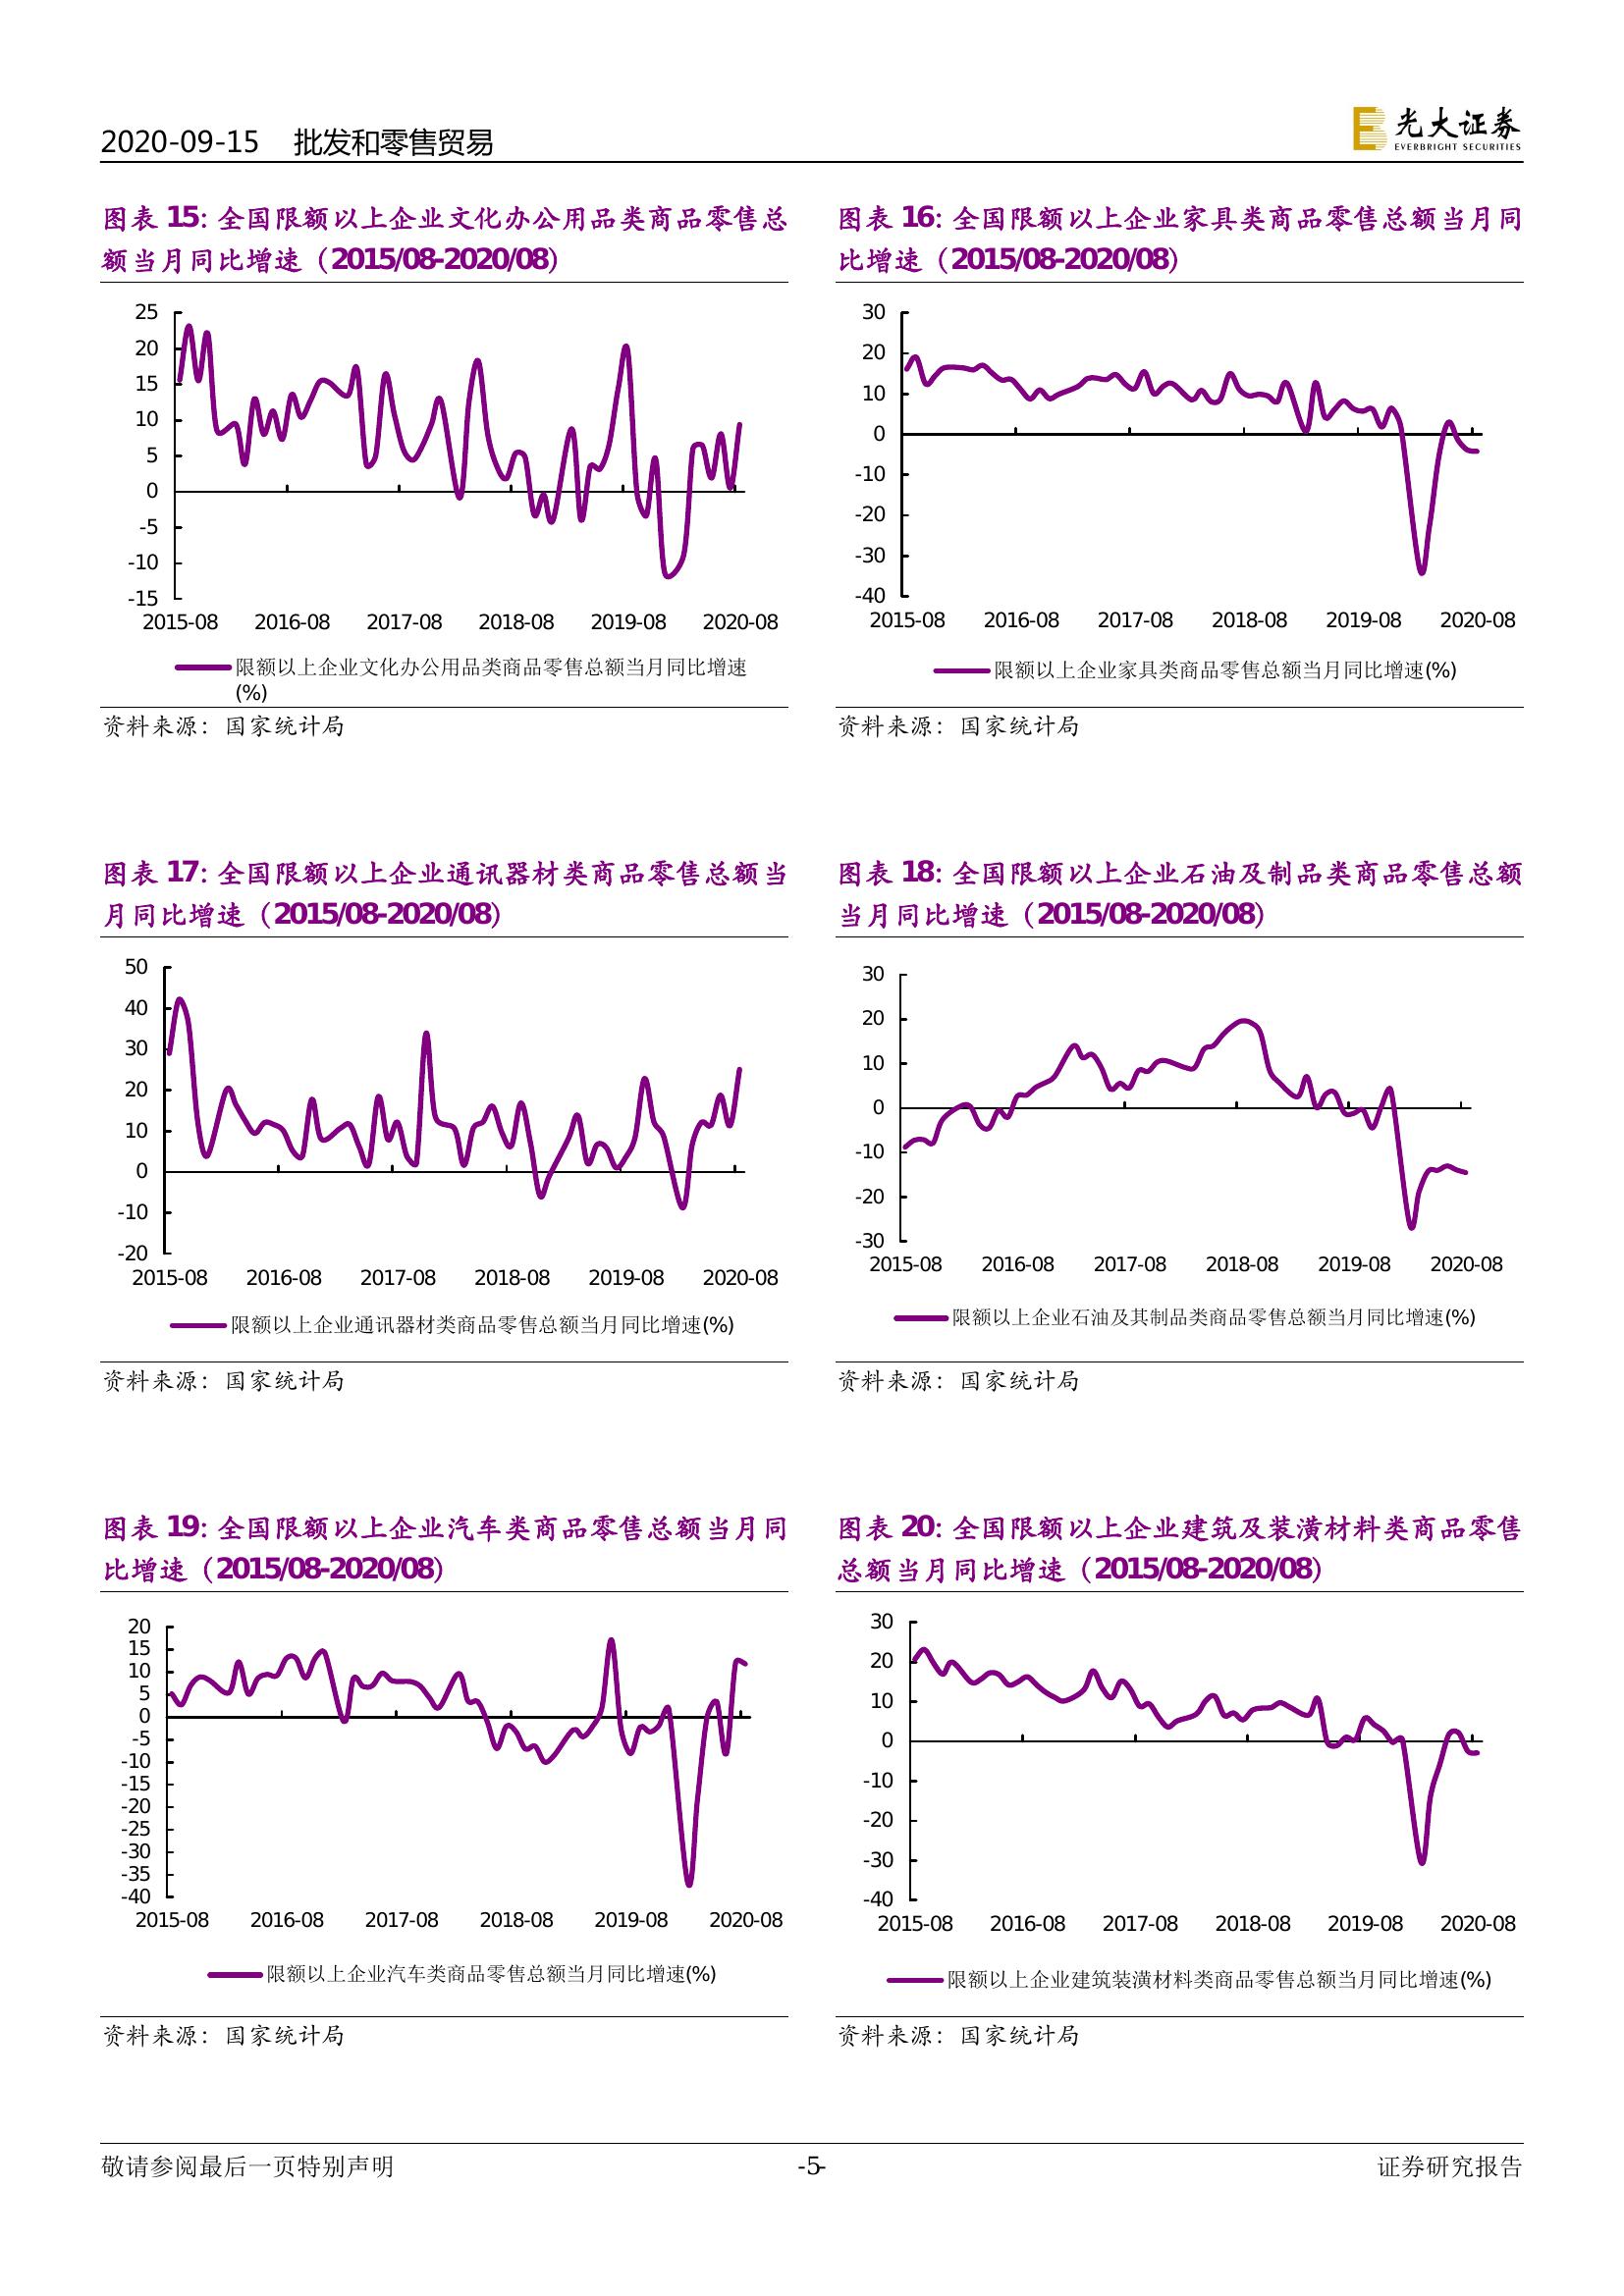 2020-09-15 批发和零售贸易
光大证券
EVERBRIGHT SECURITIES
图表 15：全国限额以上企业文化办公用品类商品零售总
额当月同比增速（2015/08-2020/08）
25
20
15
10
5
0
-5
-10
-15
2015-08 2016-08 2017-08 2018-08 2019-08 2020-08
限额以上企业文化办公用品类商品零售总额当月同比增速
(%)
资料来源：国家统计局
图表 16：全国限额以上企业家具类商品零售总额当月同
比增速（2015/08-2020/08）
30
20
10
0
-10
-20
-30
-40
2015-08 2016-08 2017-08 2018-08 2019-08 2020-08
限额以上企业家具类商品零售总额当月同比增速(%)
资料来源：国家统计局
图表 17：全国限额以上企业通讯器材类商品零售总额当
月同比增速（2015/08-2020/08）
50
40
30
20
10
0
-10
-20
2015-08 2016-08 2017-08 2018-08 2019-08 2020-08
限额以上企业通讯器材类商品零售总额当月同比增速(%)
资料来源：国家统计局
图表 18：全国限额以上企业石油及制品类商品零售总额
当月同比增速（2015/08-2020/08）
30
20
10
0
-10
-20
-30
2015-08 2016-08 2017-08 2018-08 2019-08 2020-08
限额以上企业石油及其制品类商品零售总额当月同比增速(%)
资料来源：国家统计局
图表 19：全国限额以上企业汽车类商品零售总额当月同
比增速（2015/08-2020/08）
20
15
10
5
0
-5
-10
-15
-20
-25
-30
-35
-40
2015-08 2016-08 2017-08 2018-08 2019-08 2020-08
限额以上企业汽车类商品零售总额当月同比增速(%)
资料来源：国家统计局
图表 20：全国限额以上企业建筑及装潢材料类商品零售
总额当月同比增速（2015/08-2020/08）
30
20
10
0
-10
-20
-30
-40
2015-08 2016-08 2017-08 2018-08 2019-08 2020-08
限额以上企业建筑装潢材料类商品零售总额当月同比增速(%)
资料来源：国家统计局
敬请参阅最后一页特别声明 -5- 证券研究报告